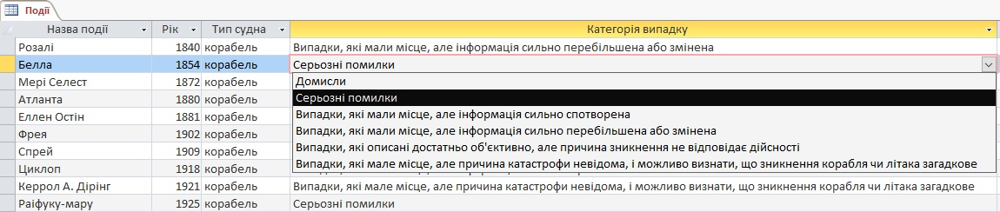 Події
Назва події Рік Тип судна Категорія випадку
Розалі 1840 корабель Випадки, які мали місце, але інформація сильно перебільшена або змінена
Белла 1854 корабель Серьозні помилки
Мері Селест 1872 корабель Домисли
Атланта 1880 корабель Серьозні помилки
Еллен Остін 1881 корабель Випадки, які мали місце, але інформація сильно спотворена
Фрея 1902 корабель Випадки, які мали місце, але інформація сильно перебільшена або змінена
Спрей 1909 корабель Випадки, які описані достатньо об'єктивно, але причина зникнення не відповідає дійсності
Циклоп 1918 корабель Випадки, які мале місце, але причина катастрофи невідома, і можливо визнати, що зникнення корабля чи літака загадкове
Керрол А. Дірінг 1921 корабель Випадки, які мале місце, але причина катастрофи невідома, і можливо визнати, що зникнення корабля чи літака загадкове
Раіфуку-мару 1925 корабель Серьозні помилки